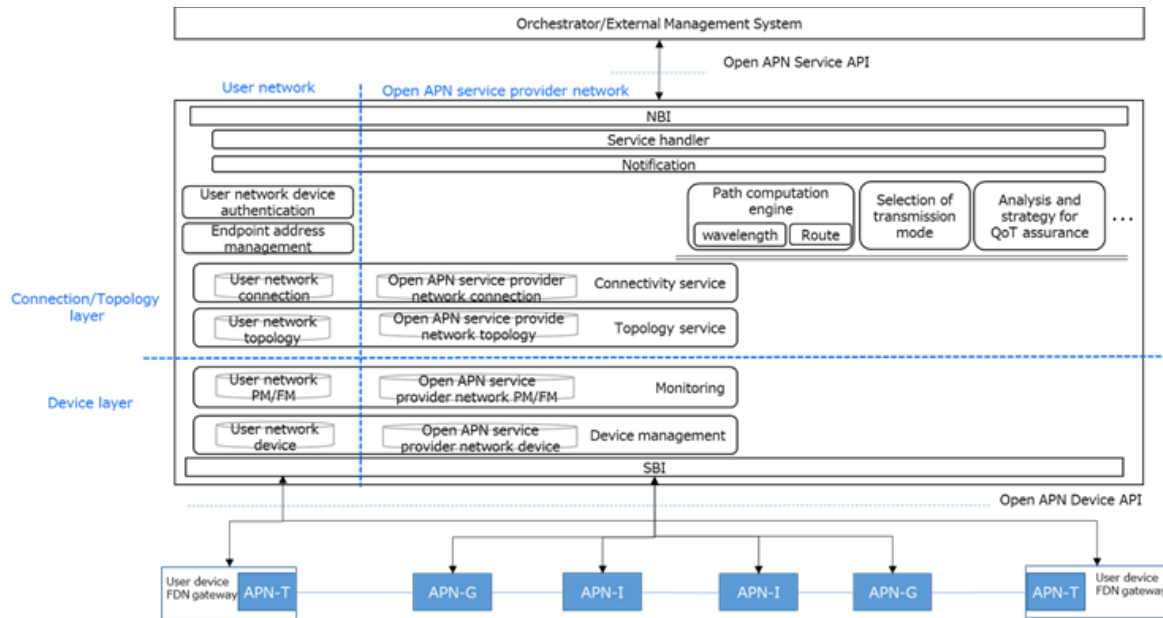 Orchestrator/External Management System
Open APN Service API
User network
Open APN service provider network
NBI
Service handler
Notification
User network device
authentication
Endpoint address
management
Path computation
engine
wavelength
Route
Selection of
transmission
mode
Analysis and
strategy for
QoT assurance
...
Connection/Topology
layer
User network
connection
Open APN service provider
network connection
Connectivity service
User network
topology
Open APN service provide
network topology
Topology service
Device layer
User network
PM/FM
Open APN service
provider network PM/FM
Monitoring
User network
device
Open APN service
provider network device
Device management
SBI
Open APN Device API
User device
FDN gateway
APN-T
APN-G
APN-I
APN-I
APN-G
APN-T
User device
FDN gateway